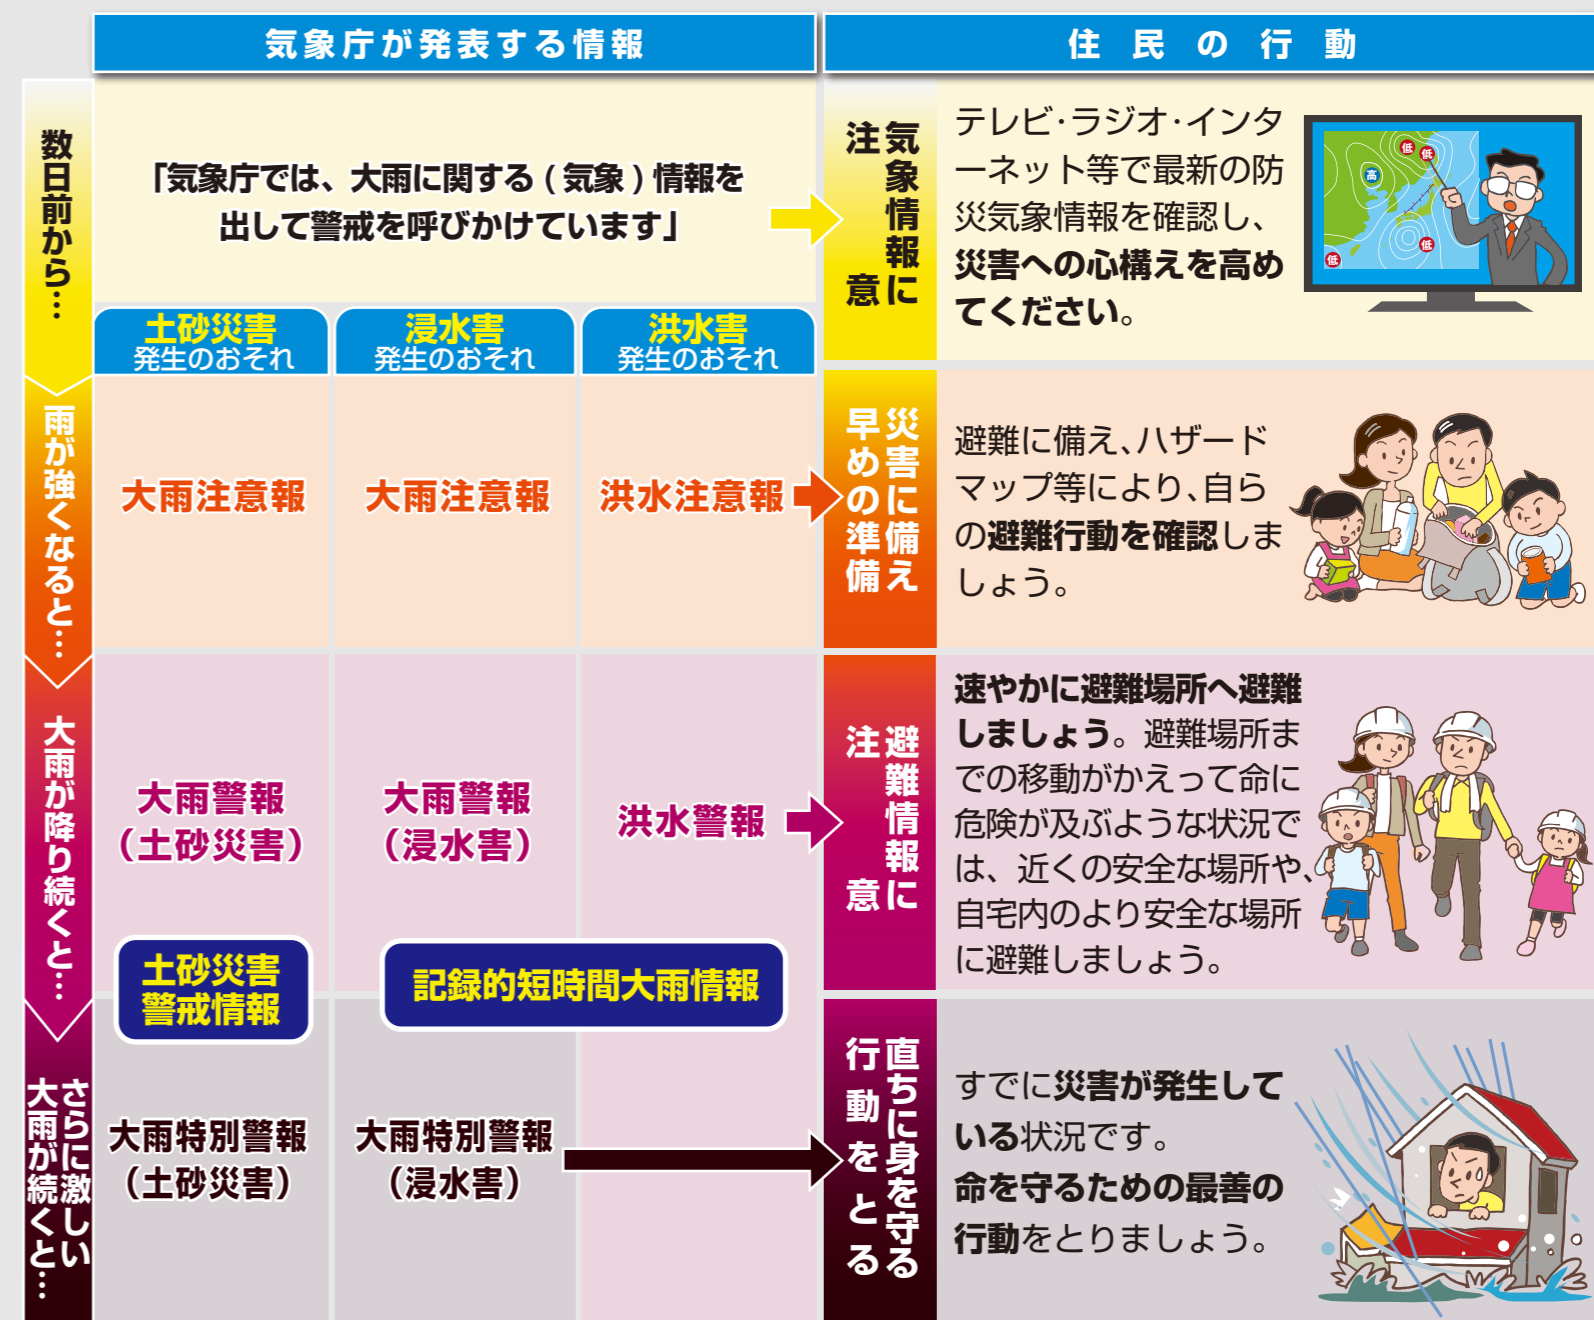 気象庁が発表する情報
住民の行動
数日前から…
「気象庁では、大雨に関する(気象)情報を
出して警戒を呼びかけています」
気象情報に
注意
テレビ・ラジオ・インタ
ーネット等で最新の防
災気象情報を確認し、
災害への心構えを高め
てください。
低
低
高
低
低
土砂災害
発生のおそれ
浸水害
発生のおそれ
洪水害
発生のおそれ
雨が強くなると…
大雨注意報
大雨注意報
洪水注意報
災害に備え
早めの準備
避難に備え、ハザード
マップ等により、自ら
の避難行動を確認しま
しょう。
大雨が降り続くと…
大雨警報
(土砂災害)
大雨警報
(浸水害)
洪水警報
避難情報に
注意
速やかに避難場所へ避難
しましょう。避難場所ま
での移動がかえって命に
危険が及ぶような状況で
は、近くの安全な場所や、
自宅内のより安全な場所
に避難しましょう。
土砂災害
警戒情報
記録的短時間大雨情報
さらに激しい
大雨が続くと…
大雨特別警報
(土砂災害)
大雨特別警報
(浸水害)
直ちに身を守る
行動をとる
すでに災害が発生して
いる状況です。
命を守るための最善の
行動をとりましょう。